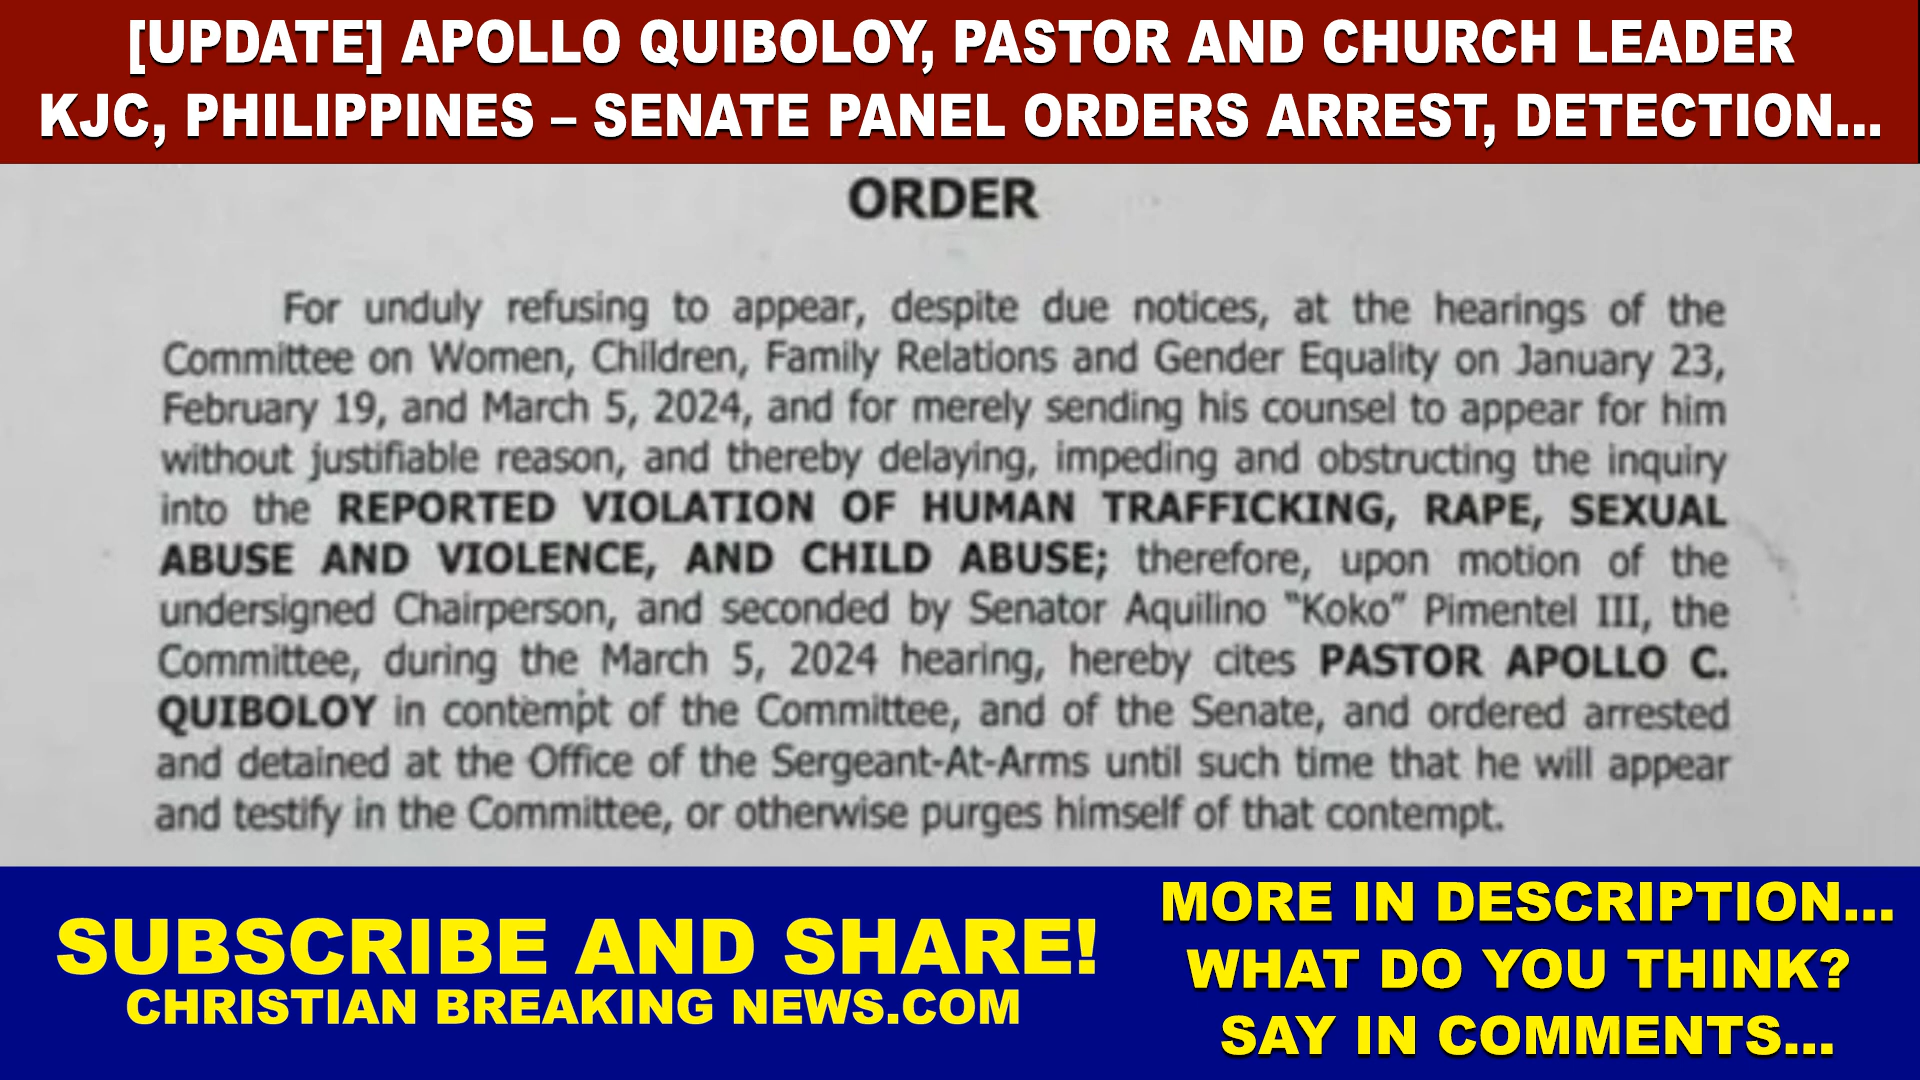 [UPDATE] APOLLO QUIBOLOY, PASTOR AND CHURCH LEADER
KJC, PHILIPPINES – SENATE PANEL ORDERS ARREST, DETECTION...
ORDER
For unduly refusing to appear, despite due notices, at the hearings of the
Committee on Women, Children, Family Relations and Gender Equality on January 23,
February 19, and March 5, 2024, and for merely sending his counsel to appear for him
without justifiable reason, and thereby delaying, impeding and obstructing the inquiry
into the REPORTED VIOLATION OF HUMAN TRAFFICKING, RAPE, SEXUAL
ABUSE AND VIOLENCE, AND CHILD ABUSE; therefore, upon motion of the
undersigned Chairperson, and seconded by Senator Aquilino "Koko" Pimentel III, the
Committee, during the March 5, 2024 hearing, hereby cites PASTOR APOLLO C.
QUIBOLOY in contempt of the Committee, and of the Senate, and ordered arrested
and detained at the Office of the Sergeant-At-Arms until such time that he will appear
and testify in the Committee, or otherwise purges himself of that contempt.
SUBSCRIBE AND SHARE!
CHRISTIAN BREAKING NEWS.COM
MORE IN DESCRIPTION...
WHAT DO YOU THINK?
SAY IN COMMENTS...